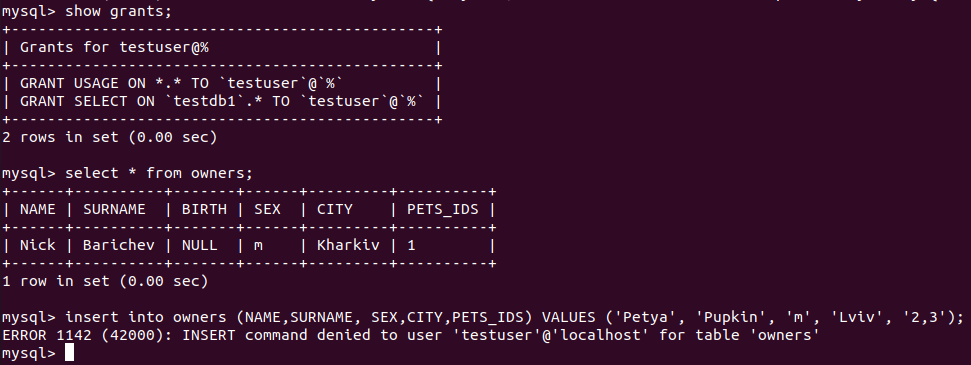 mysql> show grants;
+-----------------------------------------------+
| Grants for testuser@%                         |
+-----------------------------------------------+
| GRANT USAGE ON *.* TO `testuser`@`%`          |
| GRANT SELECT ON `testdb1`.* TO `testuser`@`%` |
+-----------------------------------------------+
2 rows in set (0.00 sec)

mysql> select * from owners;
+------+----------+-------+------+---------+----------+
| NAME | SURNAME  | BIRTH | SEX  | CITY    | PETS_IDS |
+------+----------+-------+------+---------+----------+
| Nick | Barichev | NULL  | m    | Kharkiv | 1        |
+------+----------+-------+------+---------+----------+
1 row in set (0.00 sec)

mysql> insert into owners (NAME,SURNAME, SEX,CITY,PETS_IDS) VALUES ('Petya', 'Pupkin', 'm', 'Lviv', '2,3');
ERROR 1142 (42000): INSERT command denied to user 'testuser'@'localhost' for table 'owners'
mysql>